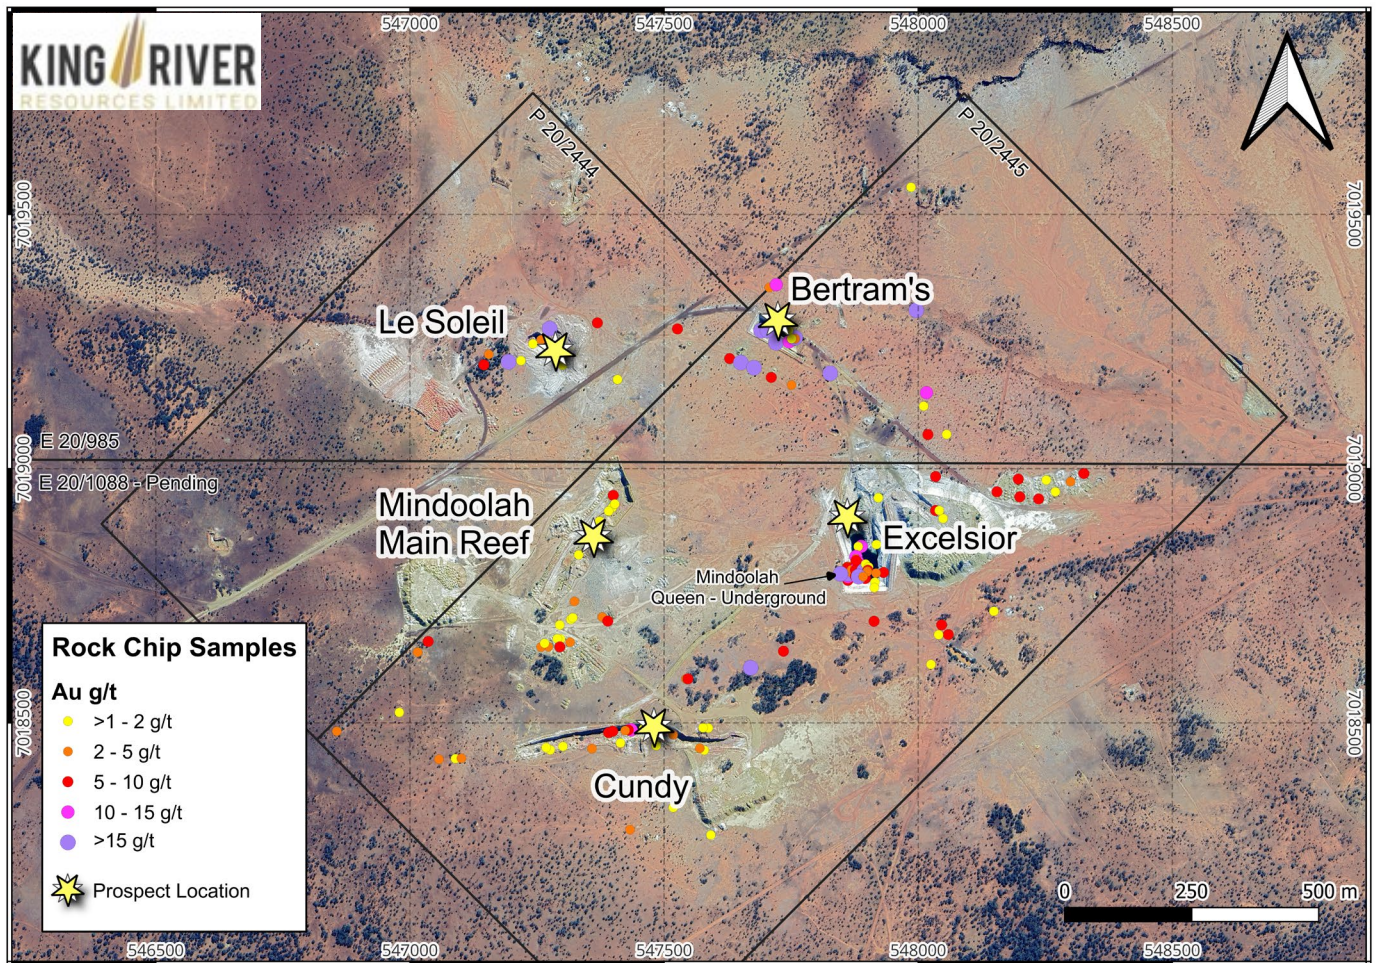 KING RIVER
RESOURCES LIMITED
547000
547500
548000
548500
P 20/2444
P 20/2445
7019500
7019500
Bertram's
Le Soleil
E 20/985
7019000
7019000
E 20/1088 - Pending
Mindoolah
Main Reef
Excelsior
Mindoolah
Queen - Underground
7018500
7018500
Cundy
Rock Chip Samples
Au g/t
>1 - 2 g/t
2 - 5 g/t
5 - 10 g/t
10 - 15 g/t
>15 g/t
Prospect Location
0 250 500 m
546500
547000
547500
548000
548500